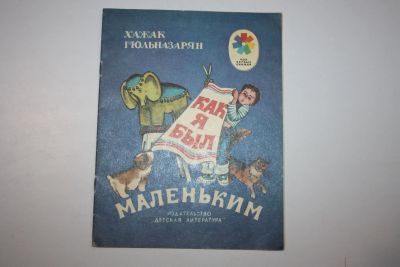 ХАЖАК
ГЮЛЬНАЗАРЯН
КАК
Я
БЫЛ
МАЛЕНЬКИМ
ИЗДАТЕЛЬСТВО
"ДЕТСКАЯ ЛИТЕРАТУРА"